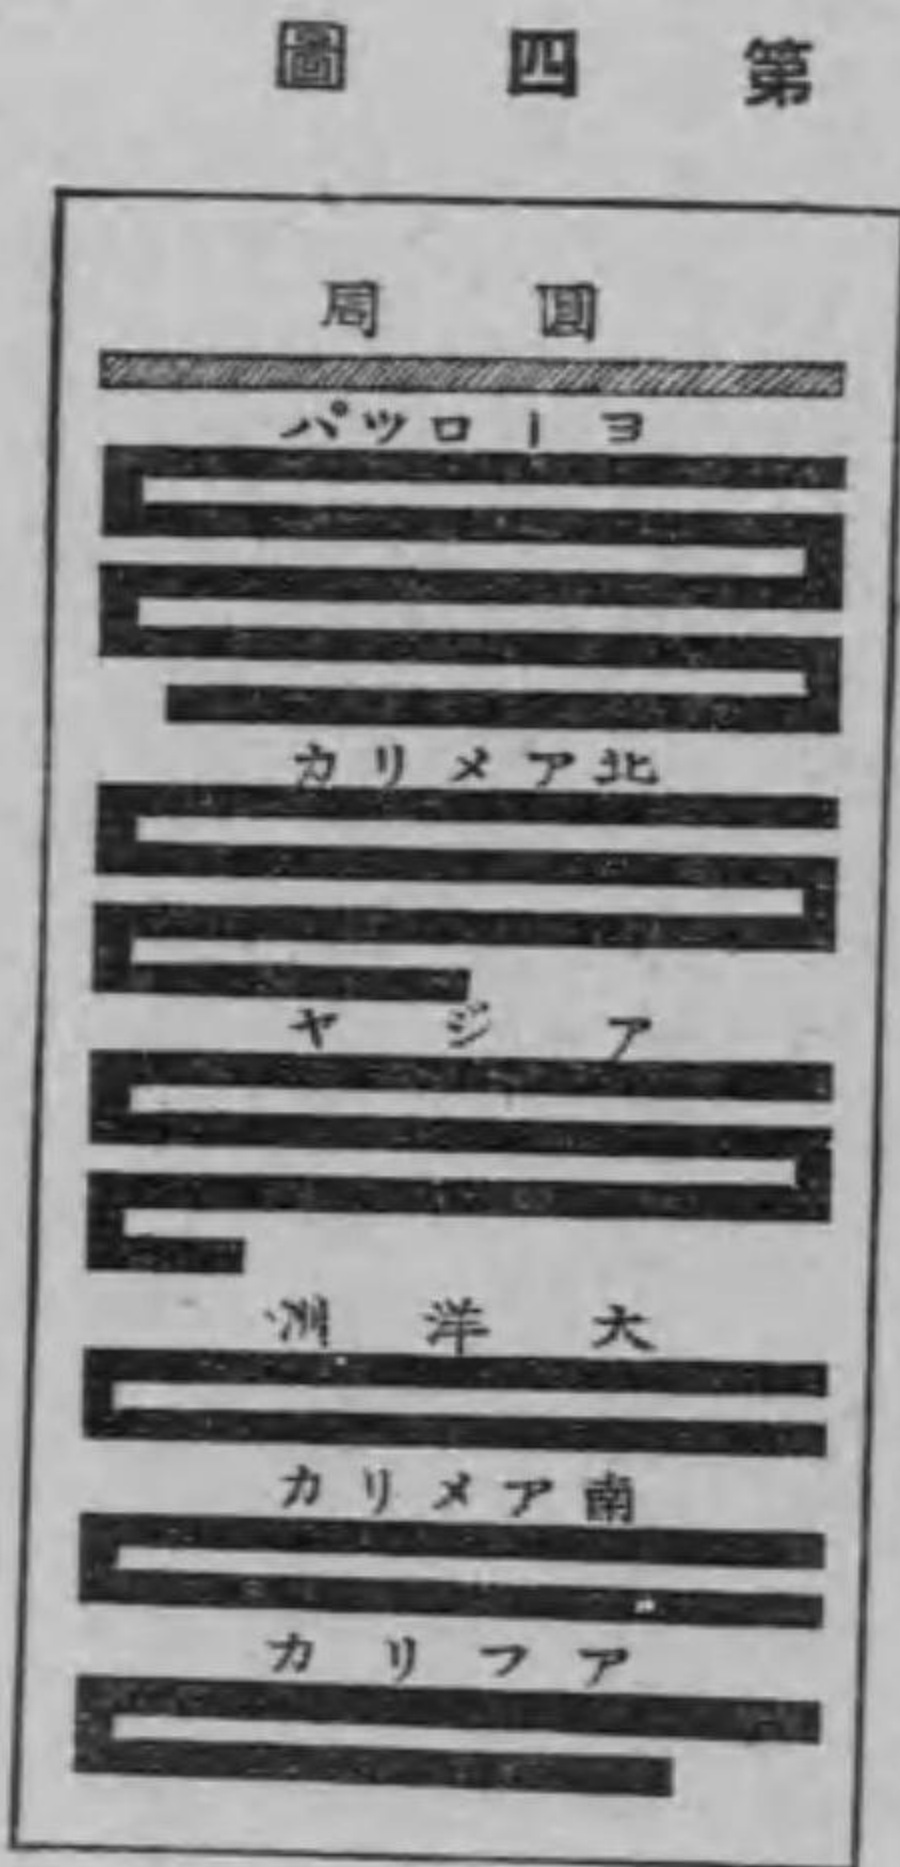 第四圖
圓周
ヨーロツパ
北アメリカ
アジヤ
大洋洲
南アメリカ
アフリカ